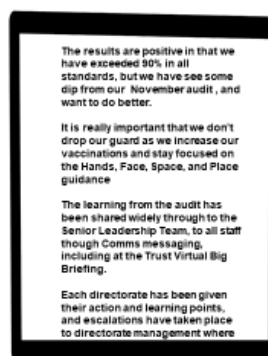 The results are positive in that we
have exceeded 90% in all
standards, but we have see some
dip from our November audit , and
want to do better.
It is really important that we don't
drop our guard as we increase our
vaccinations and stay focused on
the Hands, Face, Space, and Place
guidance
The learning from the audit has
been shared widely through to the
Senior Leadership Team, to all staff
though Comms messaging,
including at the Trust Virtual Big
Briefing.
Each directorate has been given
their action and learning points,
and escalations have taken place
to directorate management where